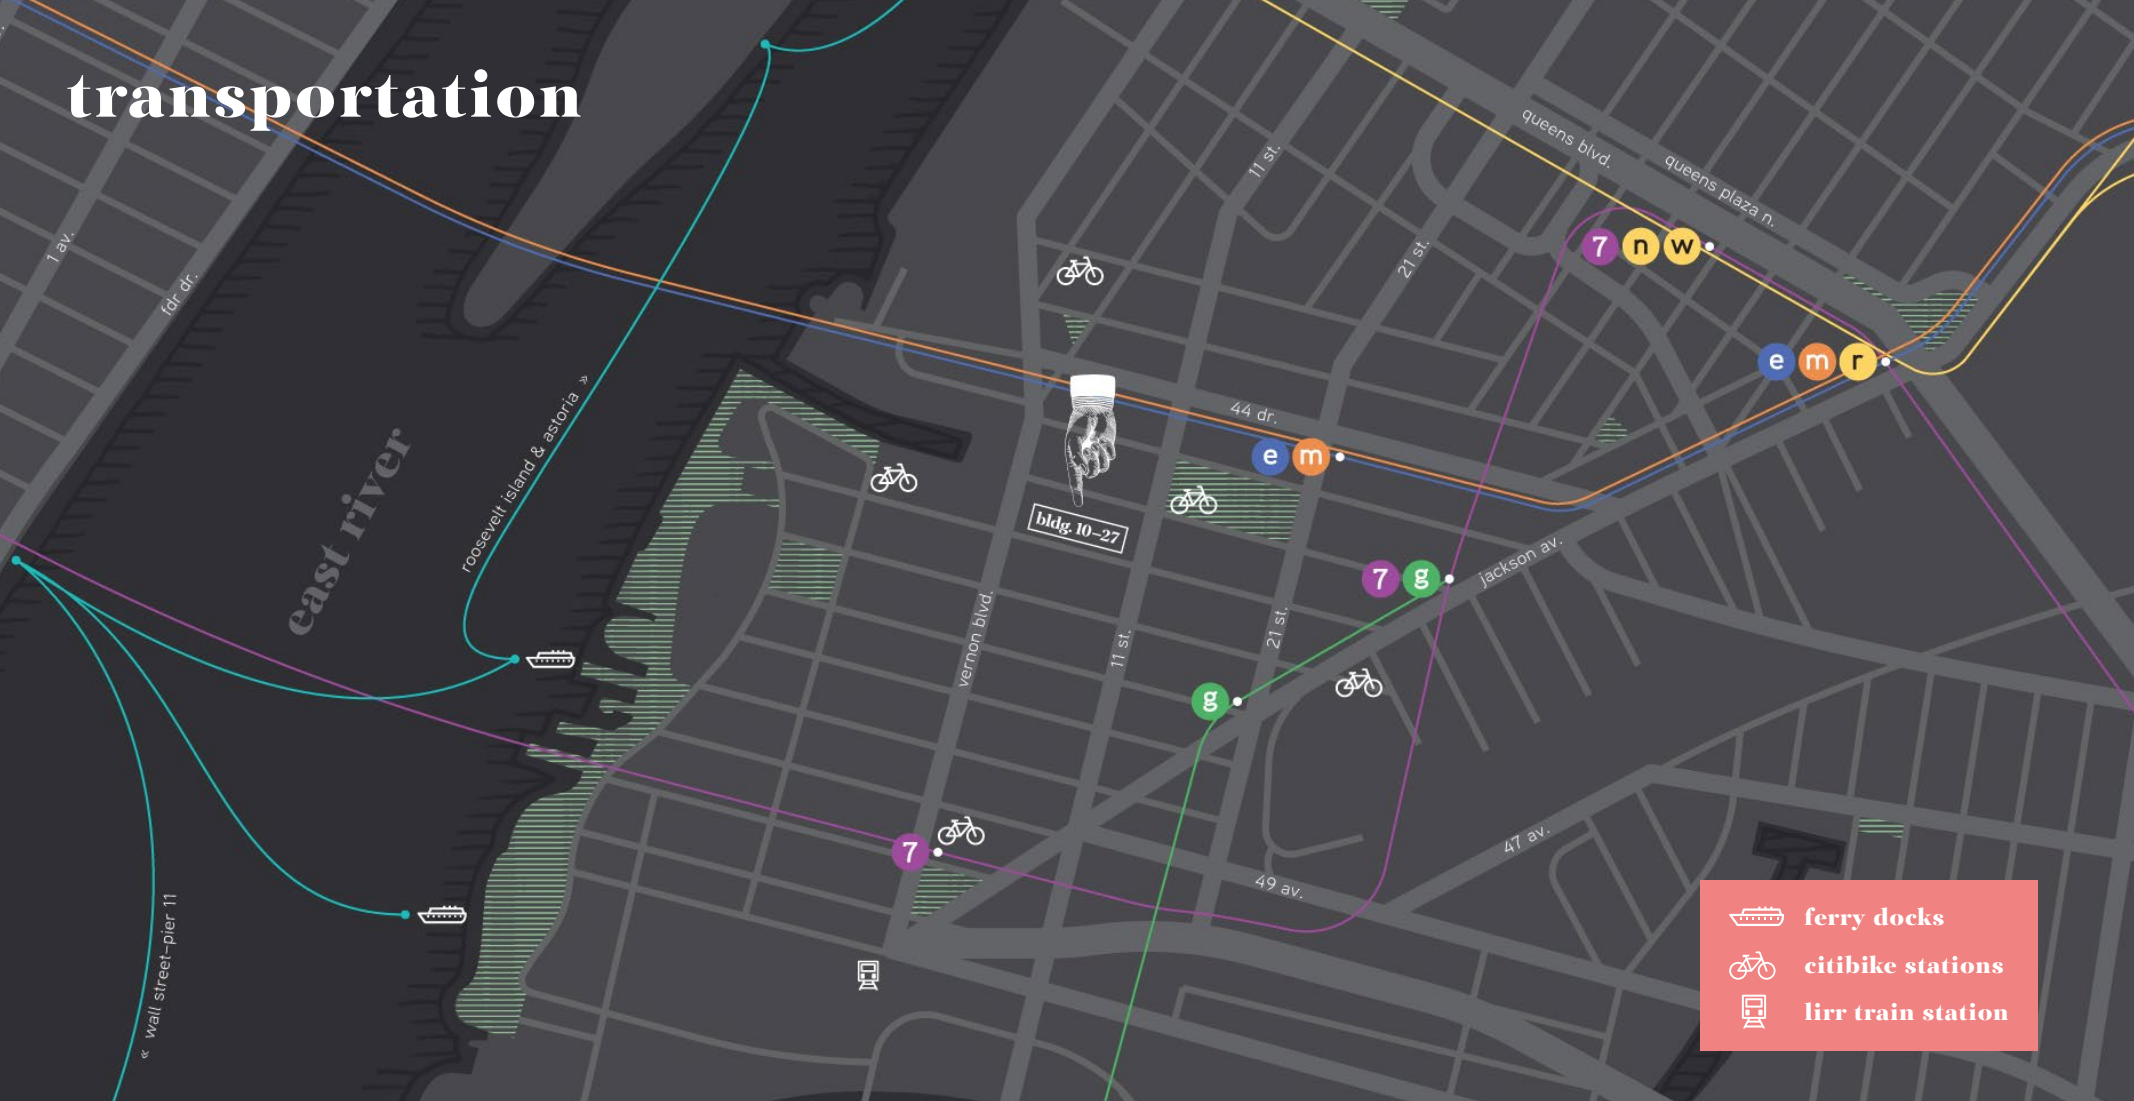 transportation
queens blvd.
queens plaza n.
11 st.
1 av.
fdr dr.
21 st.
7 n w
e m r
roosevelt island & astoria »
44 dr.
e m
east river
bldg. 10–27
jackson av.
7 g
vernon blvd.
11 st.
21 st.
g
47 av.
7
49 av.
« wall street–pier 11
ferry docks
citibike stations
lirr train station